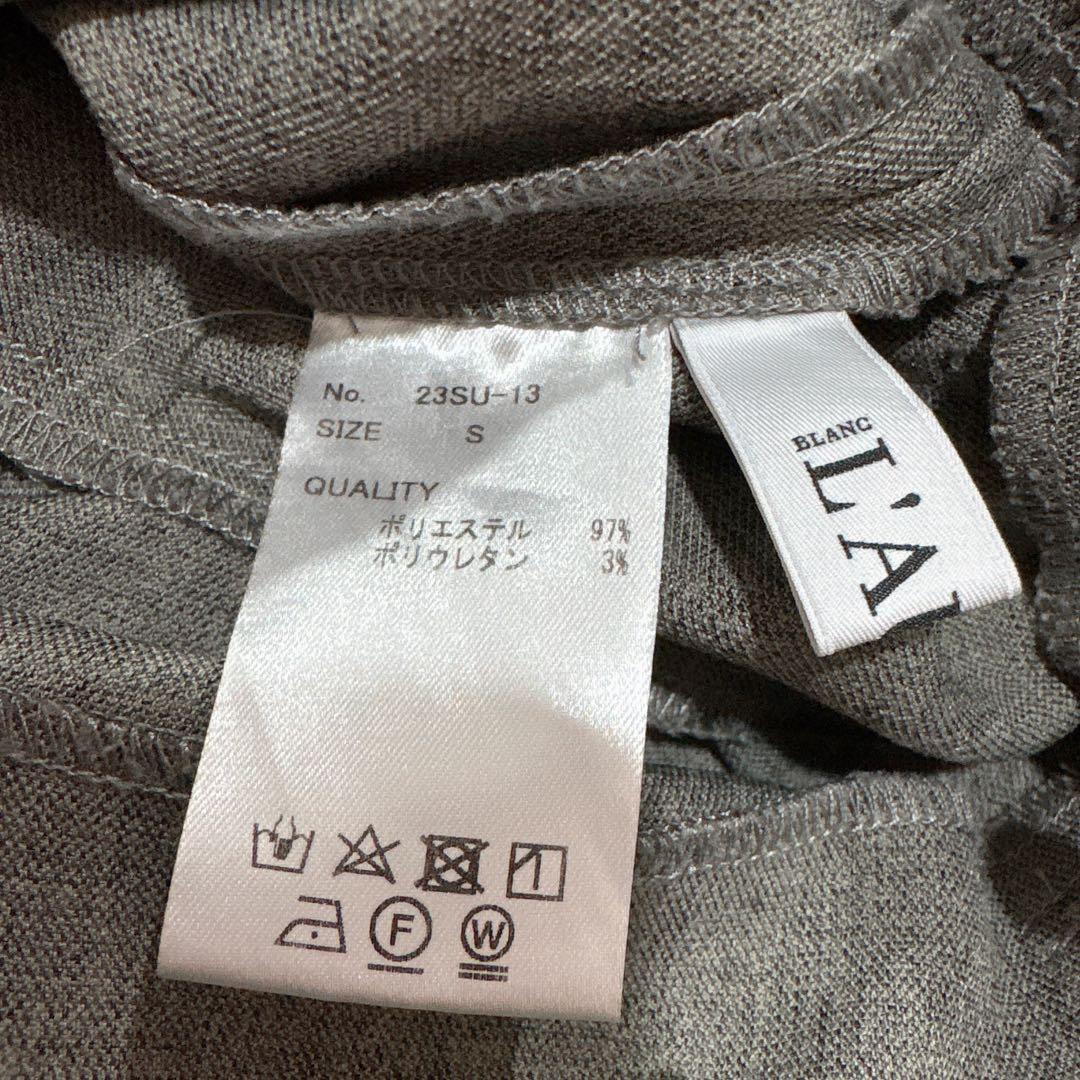 No. 23SU-13
SIZE S
QUALITY
ポリエステル 97%
ポリウレタン 3%
F
W
BLANC
L'A